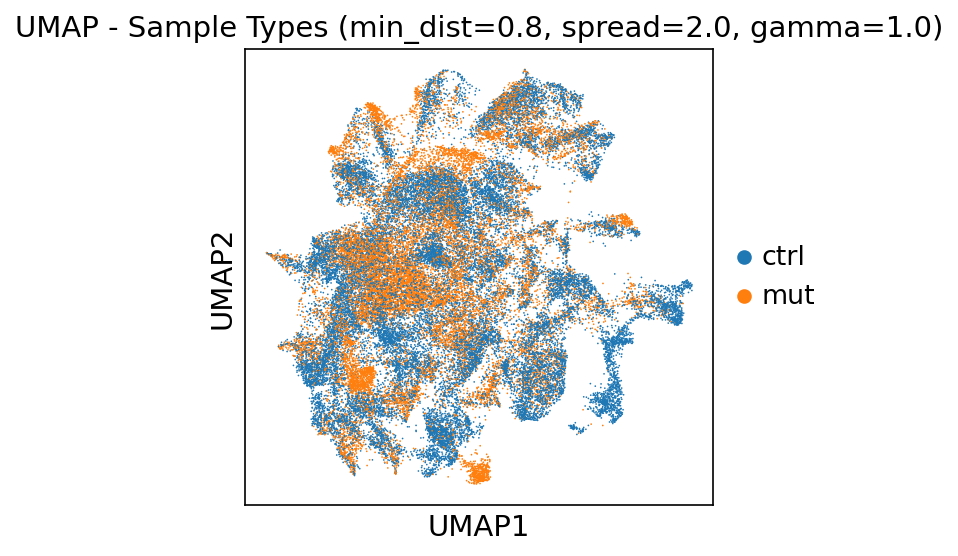 UMAP - Sample Types (min_dist=0.8, spread=2.0, gamma=1.0)
UMAP2
ctrl
mut
UMAP1